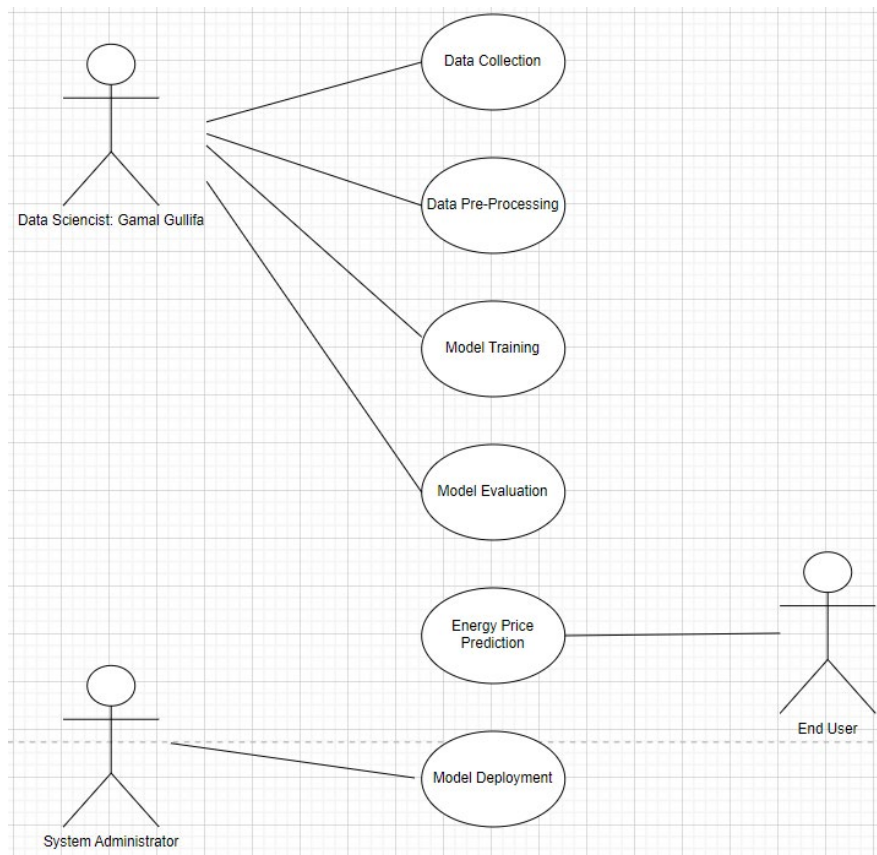 Data Collection
Data Sciencist: Gamal Gullifa
Data Pre-Processing
Model Training
Model Evaluation
Energy Price
Prediction
End User
Model Deployment
System Administrator